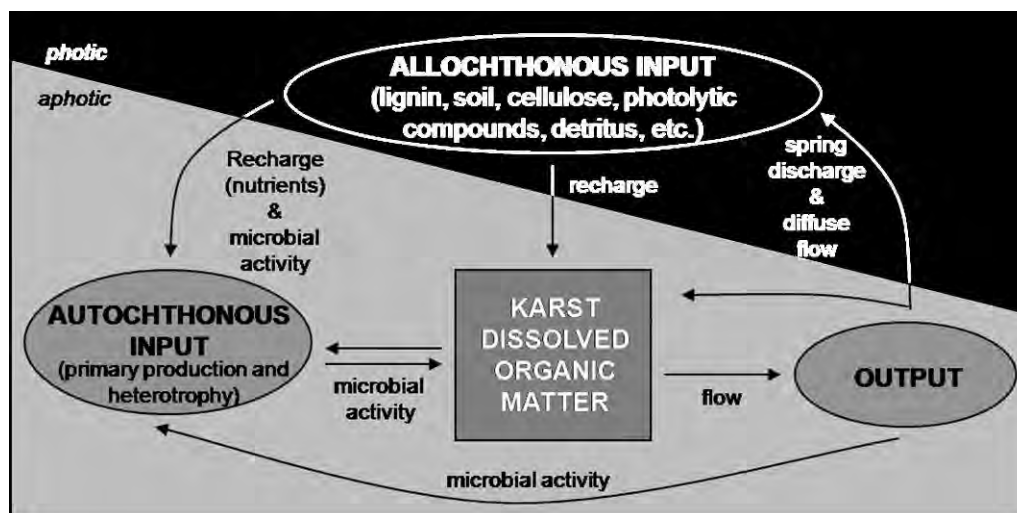 photic
aphotic
ALLOCHTHONOUS INPUT
(lignin, soil, cellulose, photolytic
compounds, detritus, etc.)
Recharge
(nutrients)
&
microbial
activity
recharge
spring
discharge
&
diffuse
flow
AUTOCHTHONOUS
INPUT
(primary production and
heterotrophy)
microbial
activity
KARST
DISSOLVED
ORGANIC
MATTER
flow
OUTPUT
microbial activity